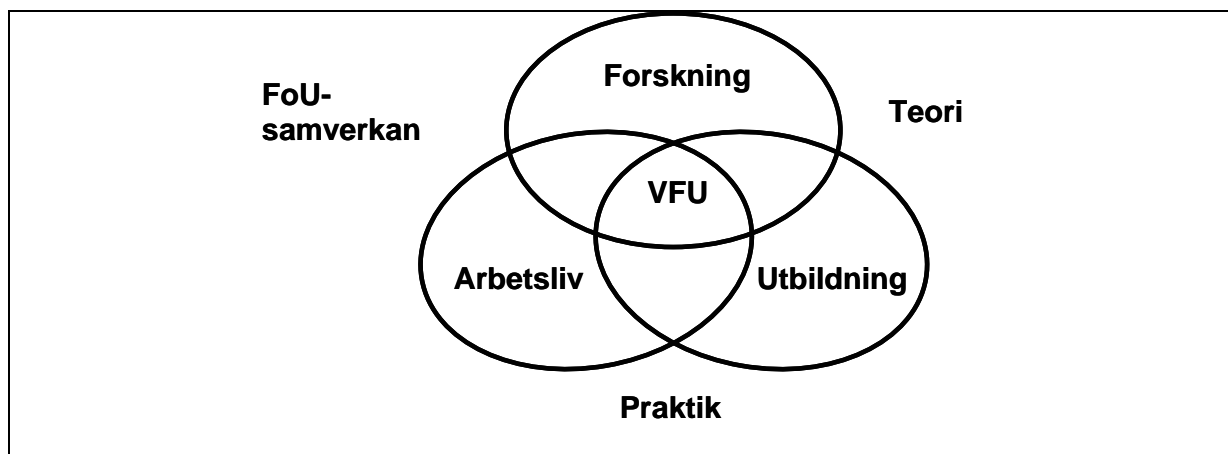 Forskning
FoU-
samverkan
Teori
VFU
Arbetsliv
Utbildning
Praktik